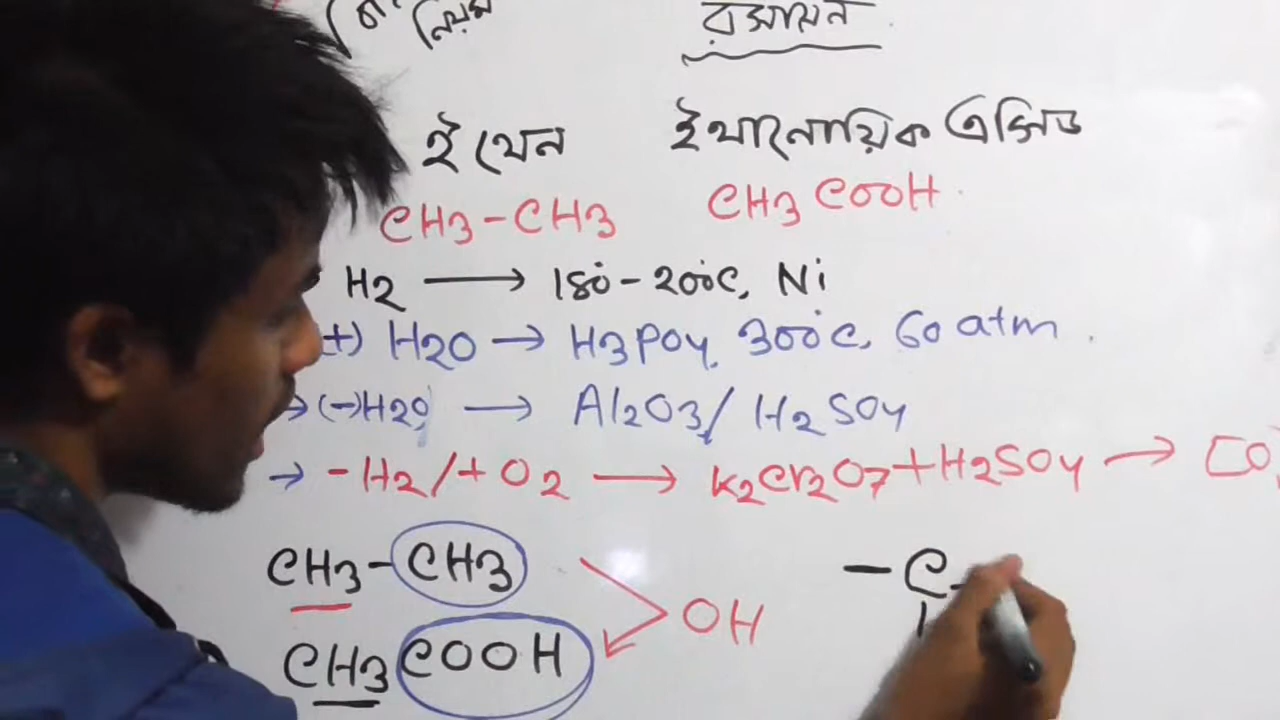 নিয়ম রসায়ন
ইথেন ইথানোয়িক এসিড
CH3-CH3 CH3COOH
H2 → 180-200°C, Ni
(+) H2O → H3PO4, 300°C, 60 atm.
→ (-)H2O → Al2O3/H2SO4
→ -H2/+O2 → K2Cr2O7+H2SO4 → CO
CH3-CH3
OH
-C
CH3COOH